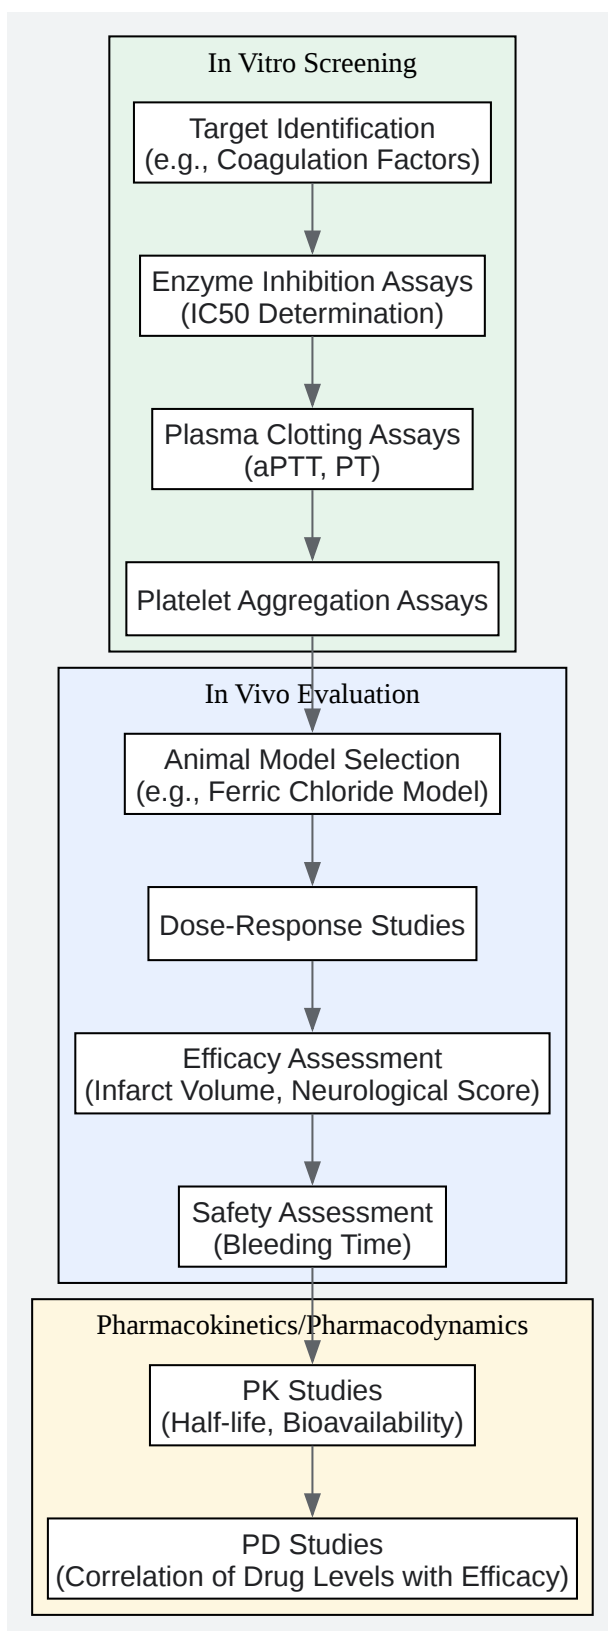 In Vitro Screening
Target Identification
(e.g., Coagulation Factors)
Enzyme Inhibition Assays
(IC50 Determination)
Plasma Clotting Assays
(aPTT, PT)
Platelet Aggregation Assays
In Vivo Evaluation
Animal Model Selection
(e.g., Ferric Chloride Model)
Dose-Response Studies
Efficacy Assessment
(Infarct Volume, Neurological Score)
Safety Assessment
(Bleeding Time)
Pharmacokinetics/Pharmacodynamics
PK Studies
(Half-life, Bioavailability)
PD Studies
(Correlation of Drug Levels with Efficacy)